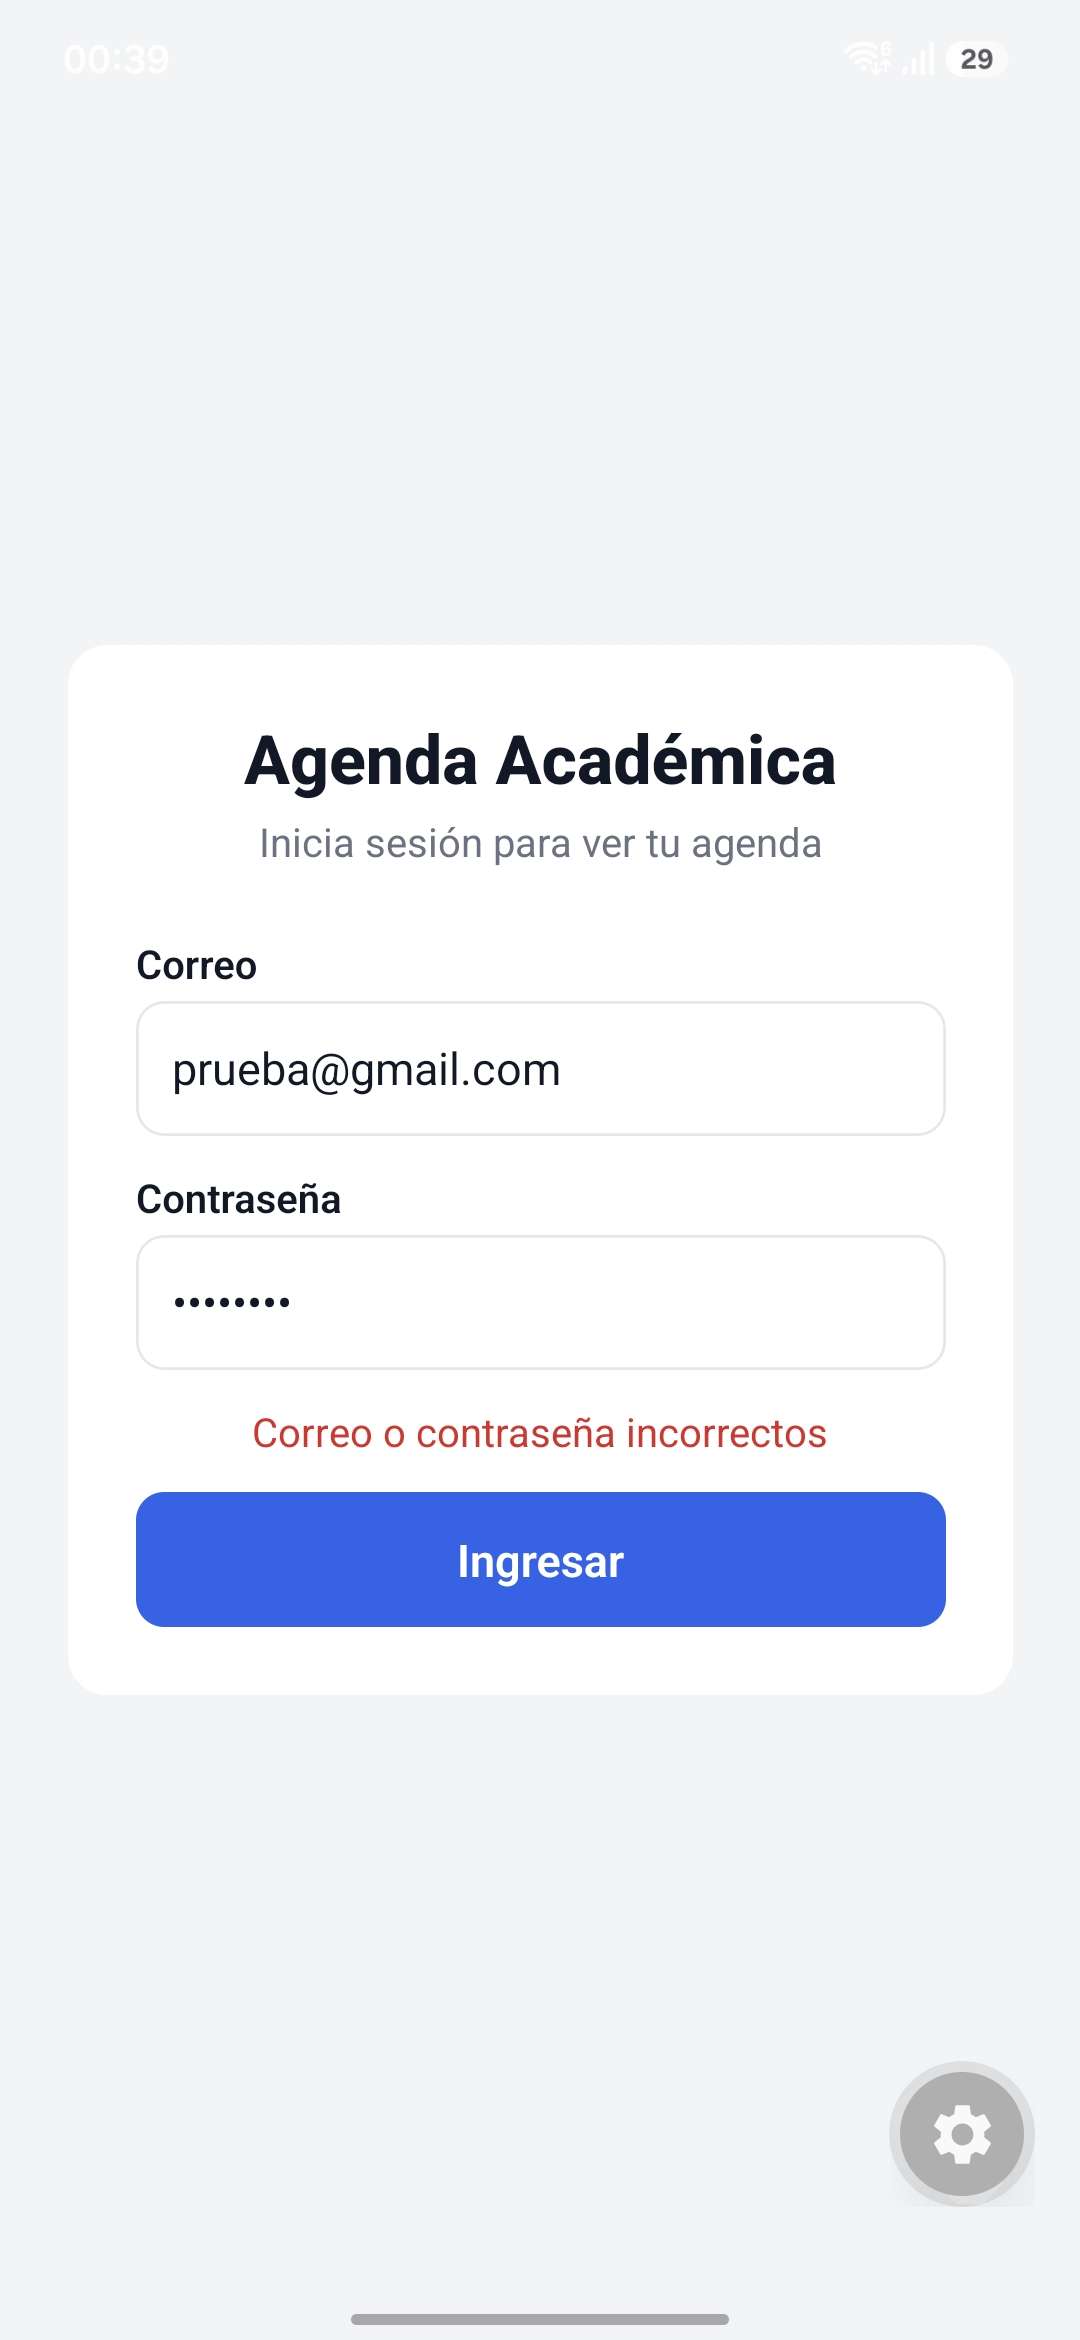 00:39
6
29
Agenda Académica
Inicia sesión para ver tu agenda
Correo
prueba@gmail.com
Contraseña
••••••••
Correo o contraseña incorrectos
Ingresar